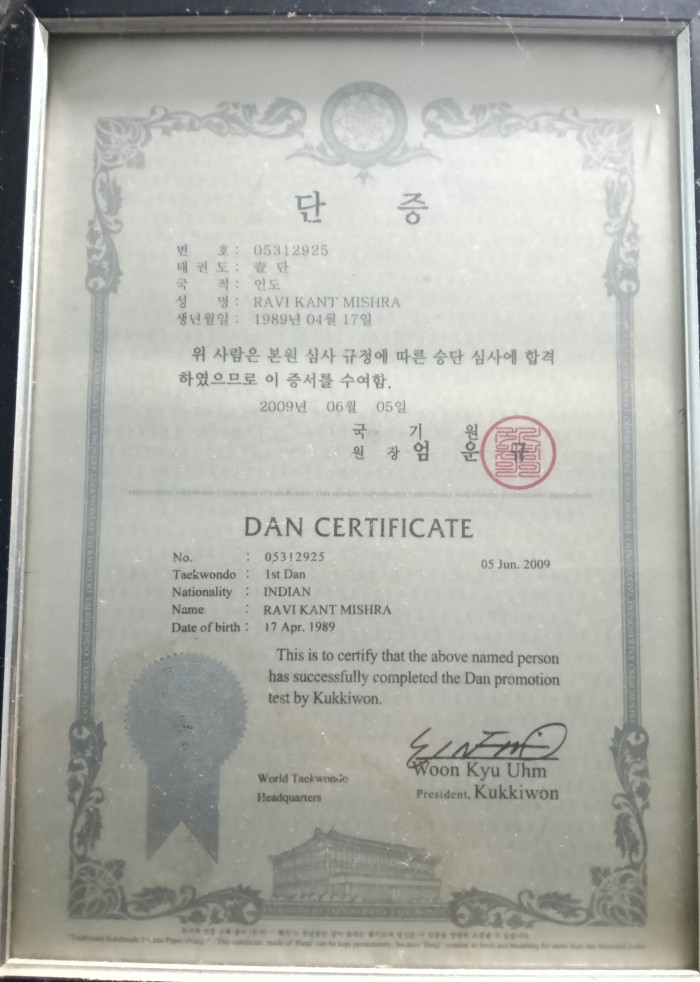 단 증
번 호 : 05312925
태 권 도 : 壹 단
국 적 : 인도
성 명 : RAVI KANT MISHRA
생년월일 : 1989년 04월 17일
위 사람은 본원 심사 규정에 따른 승단 심사에 합격
하였으므로 이 증서를 수여함.
2009년 06월 05일
국 기 원
원 장 엄 운 규
DAN CERTIFICATE
No. : 05312925
05 Jun. 2009
Taekwondo : 1st Dan
Nationality : INDIAN
Name : RAVI KANT MISHRA
Date of birth : 17 Apr. 1989
This is to certify that the above named person
has successfully completed the Dan promotion
test by Kukkiwon.
Woon Kyu Uhm
World Taekwondo
President, Kukkiwon
Headquarters